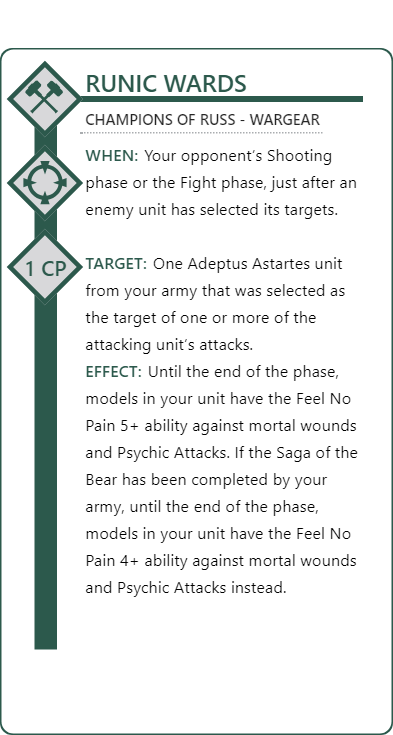 RUNIC WARDS
CHAMPIONS OF RUSS - WARGEAR
WHEN: Your opponent's Shooting
phase or the Fight phase, just after an
enemy unit has selected its targets.
1 CP
TARGET: One Adeptus Astartes unit
from your army that was selected as
the target of one or more of the
attacking unit's attacks.
EFFECT: Until the end of the phase,
models in your unit have the Feel No
Pain 5+ ability against mortal wounds
and Psychic Attacks. If the Saga of the
Bear has been completed by your
army, until the end of the phase,
models in your unit have the Feel No
Pain 4+ ability against mortal wounds
and Psychic Attacks instead.